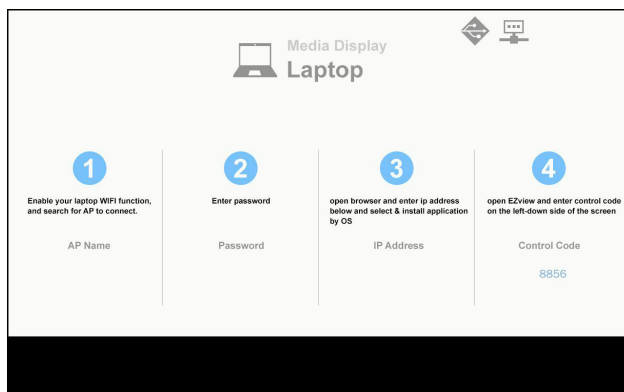 Media Display
Laptop
1
Enable your laptop WIFI function,
and search for AP to connect.
AP Name
2
Enter password
Password
3
open browser and enter ip address
below and select & install application
by OS
IP Address
4
open EZview and enter control code
on the left-down side of the screen
Control Code
8856